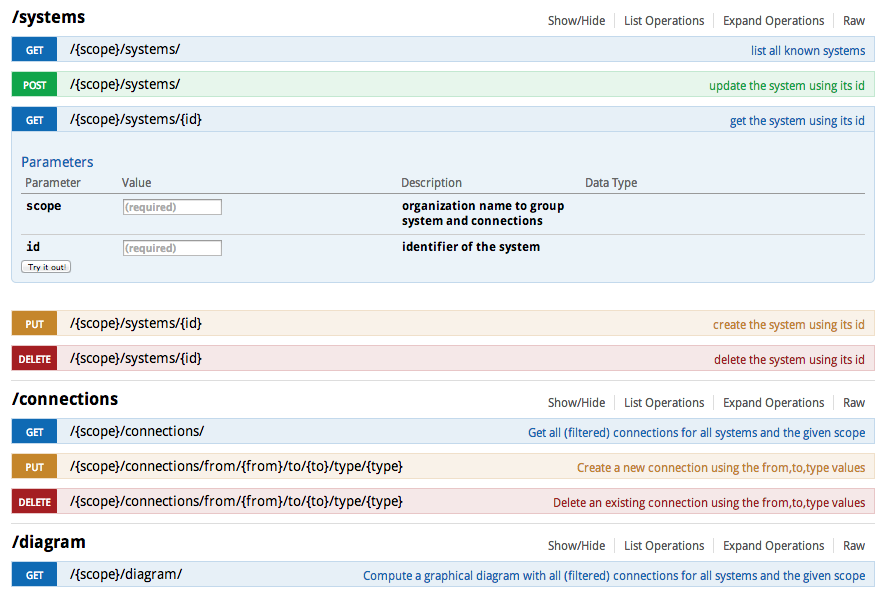 /systems Show/Hide List Operations Expand Operations Raw
GET /{scope}/systems/ list all known systems
POST /{scope}/systems/ update the system using its id
GET /{scope}/systems/{id} get the system using its id
Parameters
Parameter Value Description Data Type
scope (required) organization name to group
system and connections
id (required) identifier of the system
Try it out!
PUT /{scope}/systems/{id} create the system using its id
DELETE /{scope}/systems/{id} delete the system using its id
/connections Show/Hide List Operations Expand Operations Raw
GET /{scope}/connections/ Get all (filtered) connections for all systems and the given scope
PUT /{scope}/connections/from/{from}/to/{to}/type/{type} Create a new connection using the from,to,type values
DELETE /{scope}/connections/from/{from}/to/{to}/type/{type} Delete an existing connection using the from,to,type values
/diagram Show/Hide List Operations Expand Operations Raw
GET /{scope}/diagram/ Compute a graphical diagram with all (filtered) connections for all systems and the given scope